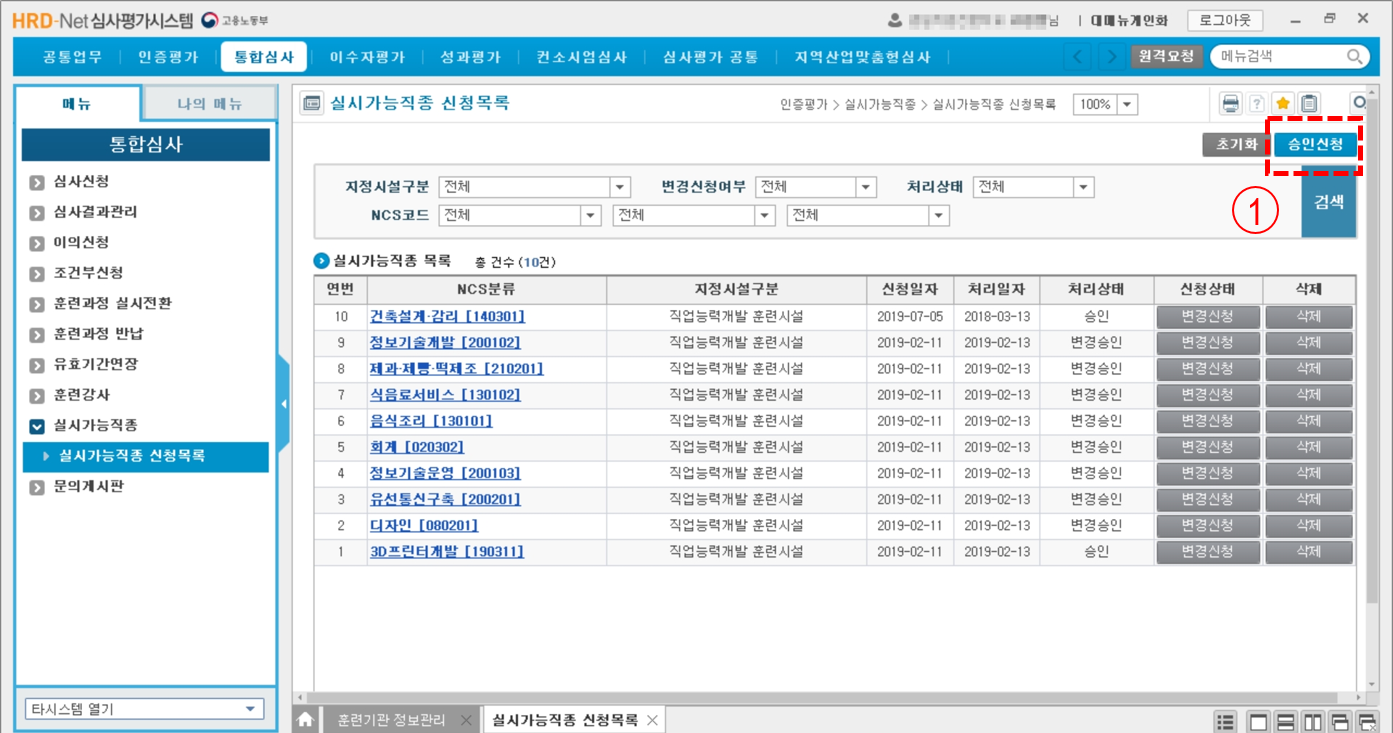 HRD-Net 심사평가시스템 고용노동부 님 | 대메뉴개인화 로그아웃
공통업무 인증평가 통합심사 이수자평가 성과평가 컨소시엄심사 심사평가 공통 지역산업맞춤형심사 원격요청 메뉴검색
메뉴 나의 메뉴
통합심사
심사신청
심사결과관리
이의신청
조건부신청
훈련과정 실시전환
훈련과정 반납
유효기간연장
훈련강사
실시가능직종
실시가능직종 신청목록
문의게시판
타시스템 열기
실시가능직종 신청목록 인증평가 > 실시가능직종 > 실시가능직종 신청목록 100%
초기화 승인신청
지정시설구분 전체 변경신청여부 전체 처리상태 전체
NCS코드 전체 전체 전체
검색
①
실시가능직종 목록 총 건수 (10건)
연번 NCS분류 지정시설구분 신청일자 처리일자 처리상태 신청상태 삭제
10 건축설계·감리 [140301] 직업능력개발 훈련시설 2019-07-05 2018-03-13 승인 변경신청 삭제
9 정보기술개발 [200102] 직업능력개발 훈련시설 2019-02-11 2019-02-13 변경승인 변경신청 삭제
8 제과·제빵·떡제조 [210201] 직업능력개발 훈련시설 2019-02-11 2019-02-13 변경승인 변경신청 삭제
7 식음료서비스 [130102] 직업능력개발 훈련시설 2019-02-11 2019-02-13 변경승인 변경신청 삭제
6 음식조리 [130101] 직업능력개발 훈련시설 2019-02-11 2019-02-13 변경승인 변경신청 삭제
5 회계 [020302] 직업능력개발 훈련시설 2019-02-11 2019-02-13 변경승인 변경신청 삭제
4 정보기술운영 [200103] 직업능력개발 훈련시설 2019-02-11 2019-02-13 변경승인 변경신청 삭제
3 유선통신구축 [200201] 직업능력개발 훈련시설 2019-02-11 2019-02-13 변경승인 변경신청 삭제
2 디자인 [080201] 직업능력개발 훈련시설 2019-02-11 2019-02-13 변경승인 변경신청 삭제
1 3D프린터개발 [190311] 직업능력개발 훈련시설 2019-02-11 2019-02-13 승인 변경신청 삭제
훈련기관 정보관리 실시가능직종 신청목록